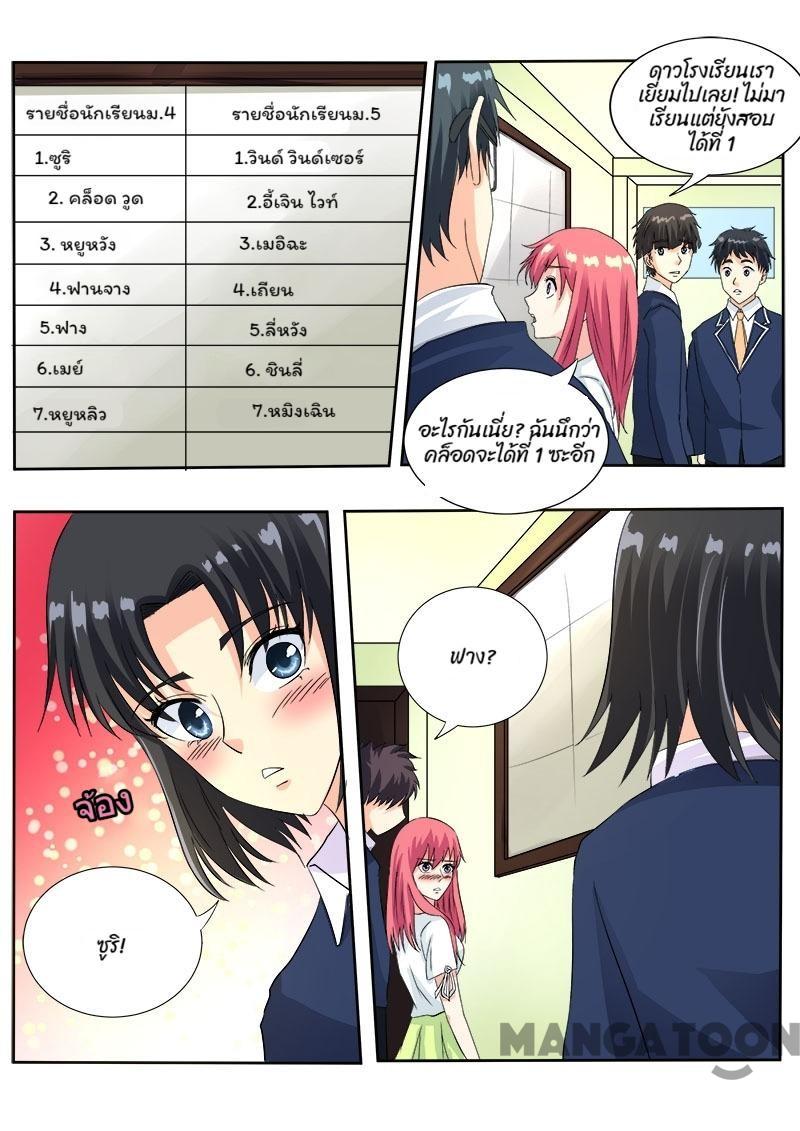 รายชื่อนักเรียนม.4
รายชื่อนักเรียนม.5
1.ซูริ
1.วินด์ วินด์เซอร์
2. คล็อด วูด
2.อี้เจิน ไวท์
3. หยูหวัง
3.เมอิฉะ
4.ฟานจาง
4.เถียน
5.ฟาง
5.ลี่หวัง
6.เมย์
6. ชินลี่
7.หยูหลิว
7.หมิงเฉิน
ดาวโรงเรียนเรา
เยี่ยมไปเลย! ไม่มา
เรียนแต่ยังสอบ
ได้ที่ 1
อะไรกันเนี่ย? ฉันนึกว่า
คล็อดจะได้ที่ 1 ซะอีก
จ้อง
ซูริ!
ฟาง?
MANGATOON